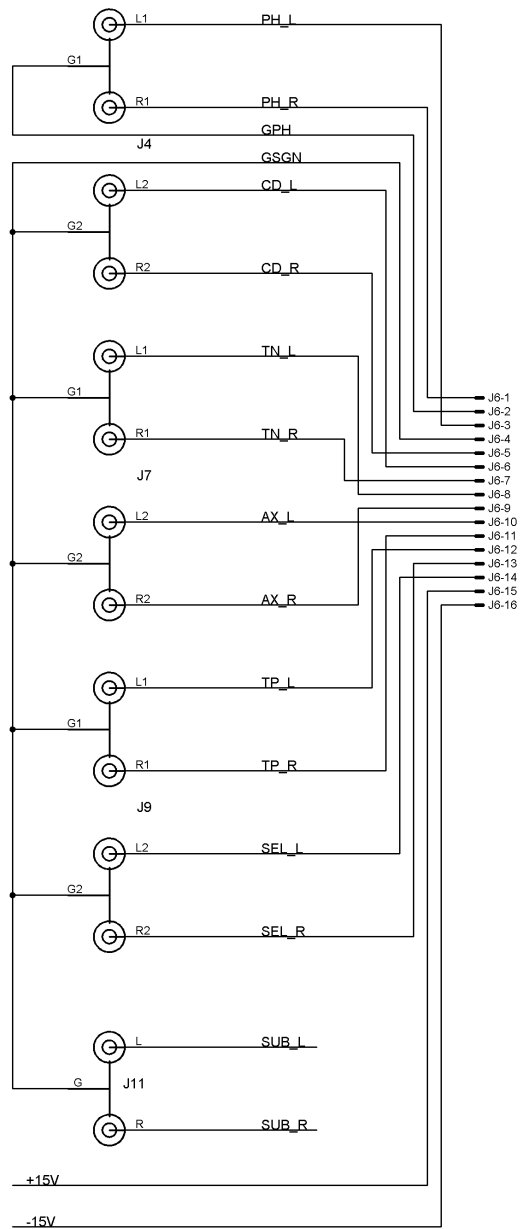 L1 PH_L
G1
R1 PH_R
GPH
J4
GSGN
L2 CD_L
G2
R2 CD_R
L1 TN_L
G1
R1 TN_R
J7
L2 AX_L
G2
R2 AX_R
L1 TP_L
G1
R1 TP_R
J9
L2 SEL_L
G2
R2 SEL_R
L SUB_L
G J11
R SUB_R
+15V
-15V
J6-1
J6-2
J6-3
J6-4
J6-5
J6-6
J6-7
J6-8
J6-9
J6-10
J6-11
J6-12
J6-13
J6-14
J6-15
J6-16